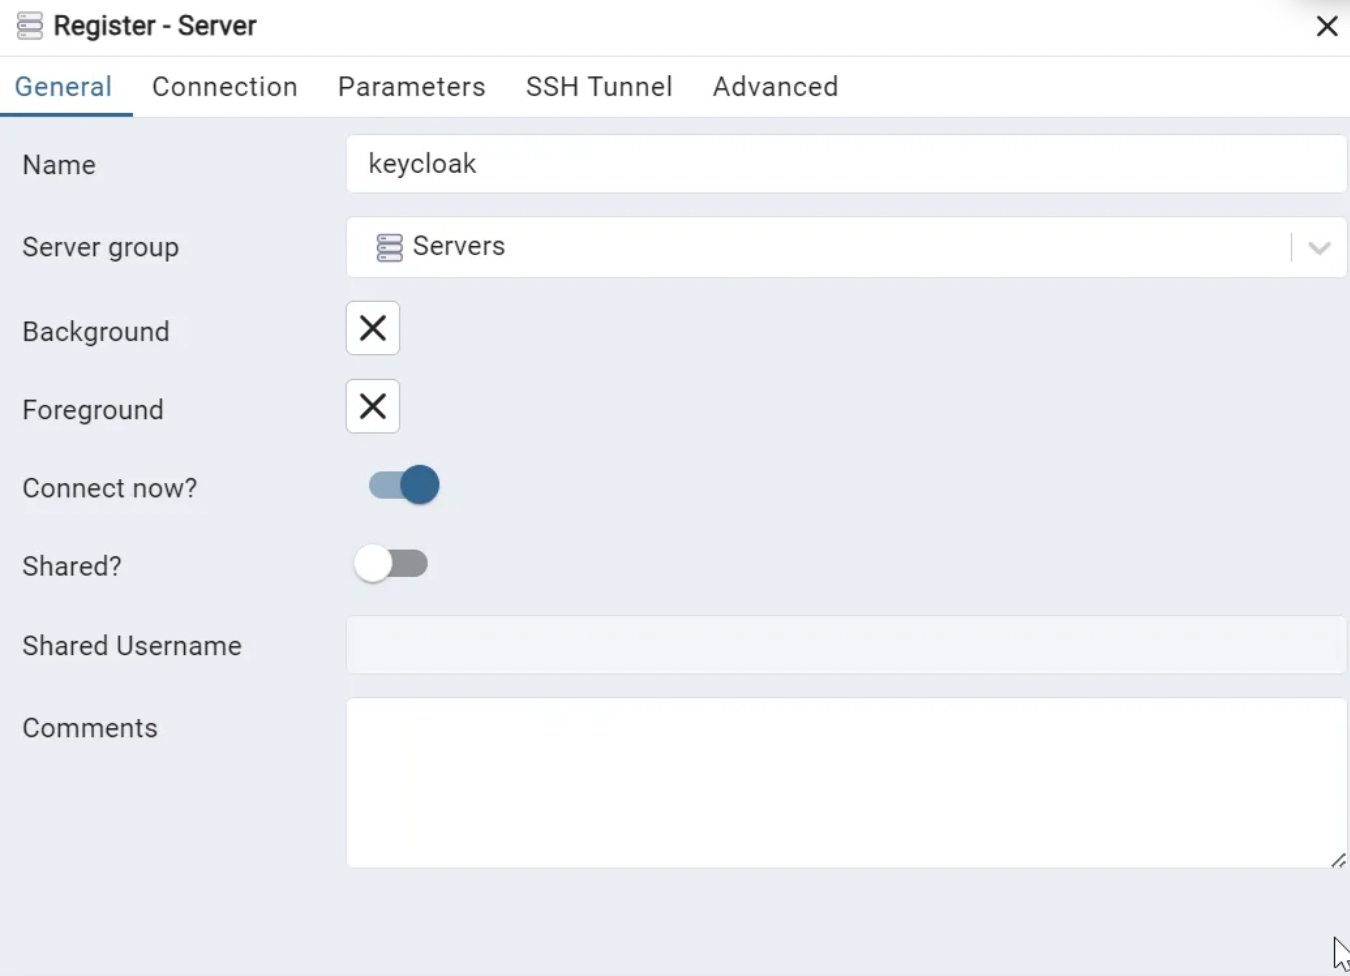 Register - Server
General Connection Parameters SSH Tunnel Advanced
Name keycloak
Server group Servers
Background
Foreground
Connect now?
Shared?
Shared Username
Comments